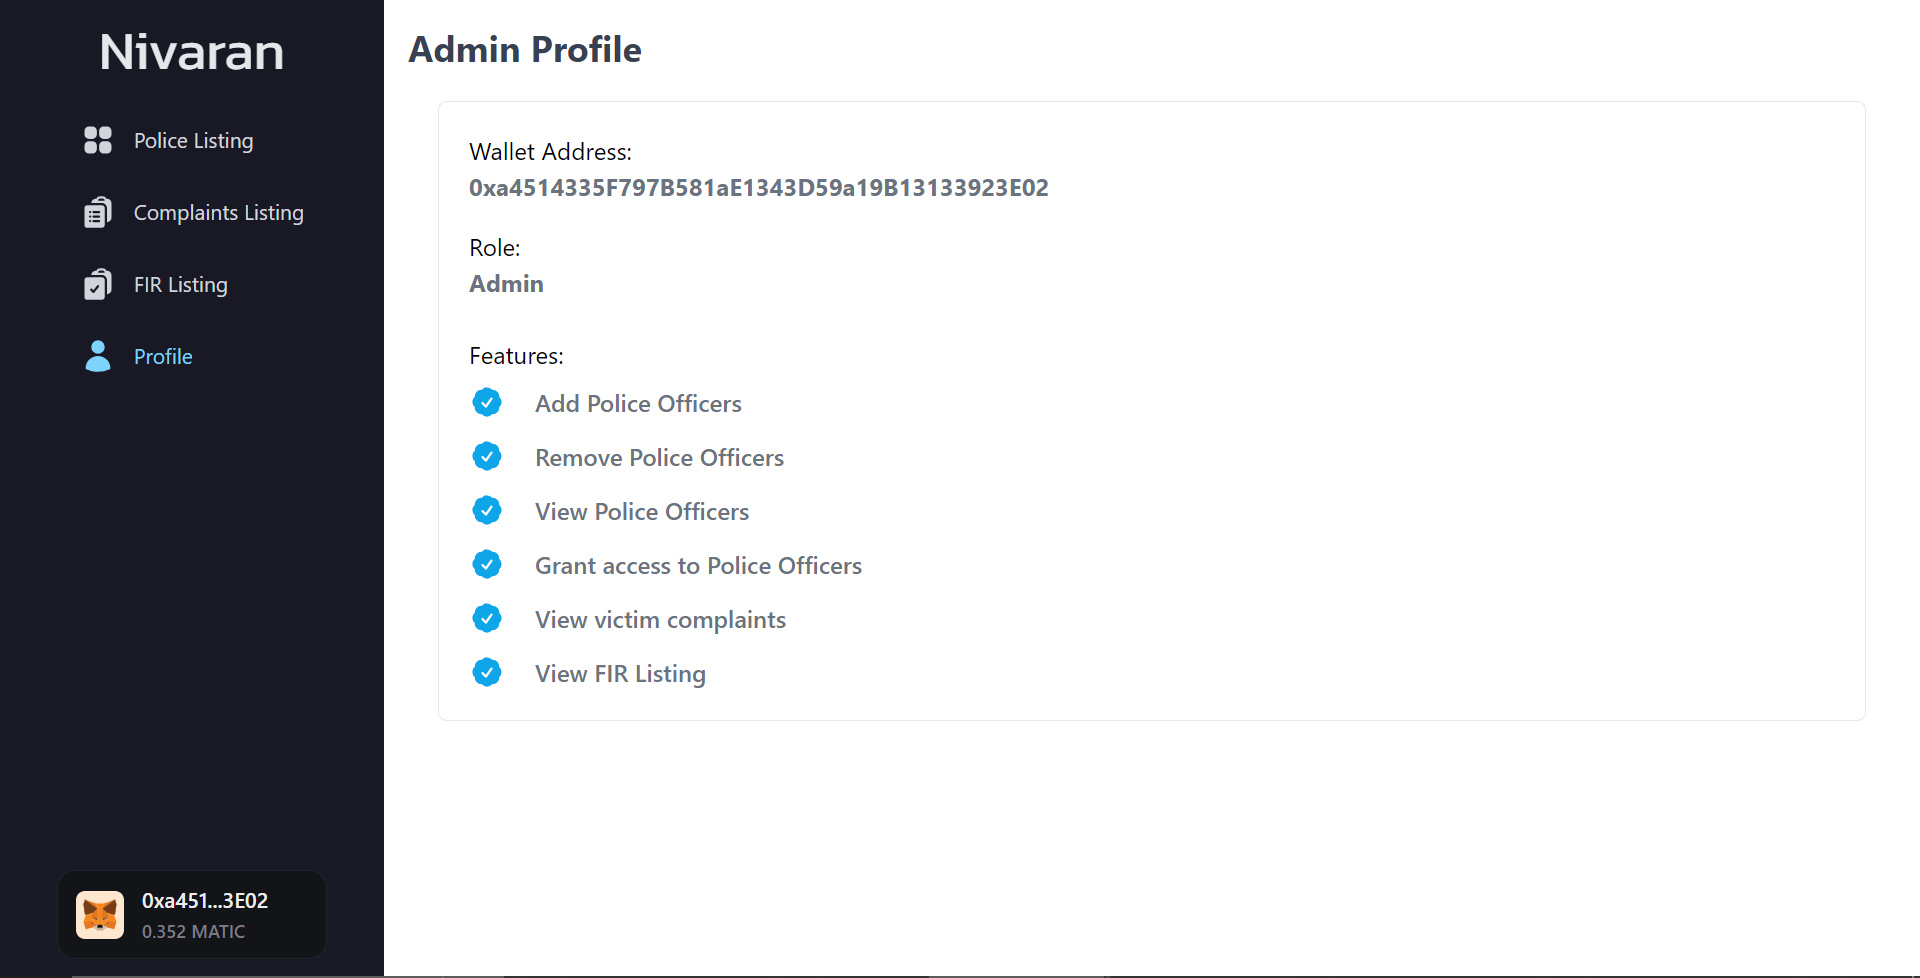 Nivaran
Police Listing
Complaints Listing
FIR Listing
Profile
0xa451...3E02
0.352 MATIC
Admin Profile
Wallet Address:
0xa4514335F797B581aE1343D59a19B13133923E02
Role:
Admin
Features:
Add Police Officers
Remove Police Officers
View Police Officers
Grant access to Police Officers
View victim complaints
View FIR Listing